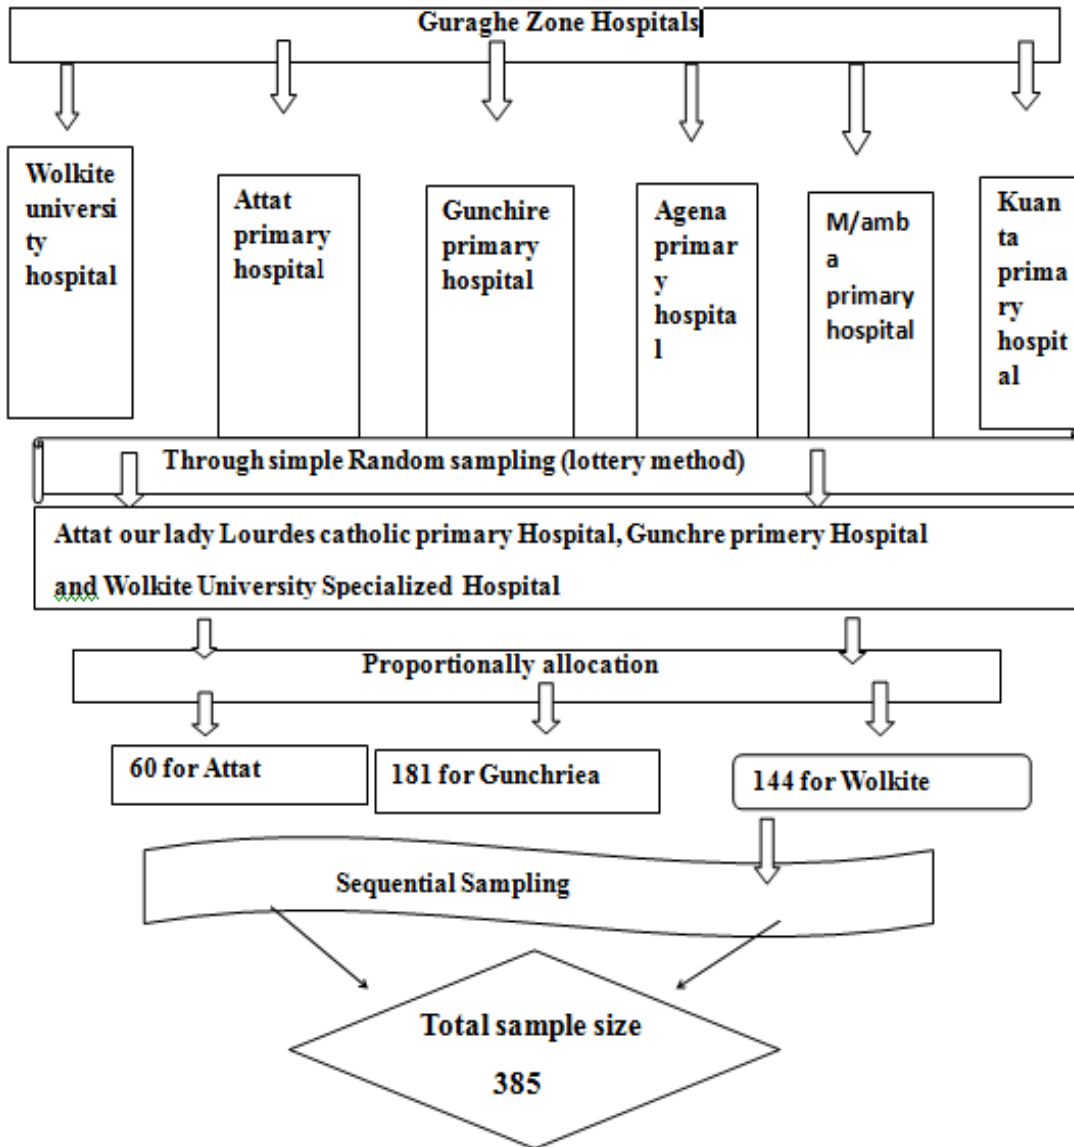 Guraghe Zone Hospitals
Wolkite
universi
ty
hospital
Attat
primary
hospital
Gunchire
primary
hospital
Agena
primar
y
hospita
l
M/amb
a
primary
hospital
Kuan
ta
prima
ry
hospit
al
Through simple Random sampling (lottery method)
Attat our lady Lourdes catholic primary Hospital, Gunchre primery Hospital
and Wolkite University Specialized Hospital
Proportionally allocation
60 for Attat
181 for Gunchriea
144 for Wolkite
Sequential Sampling
Total sample size
385